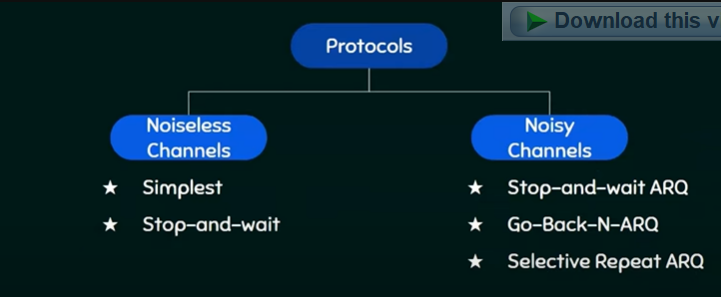 Download this v
Protocols
Noiseless
Channels
★ Simplest
★ Stop-and-wait
Noisy
Channels
★ Stop-and-wait ARQ
★ Go-Back-N-ARQ
★ Selective Repeat ARQ